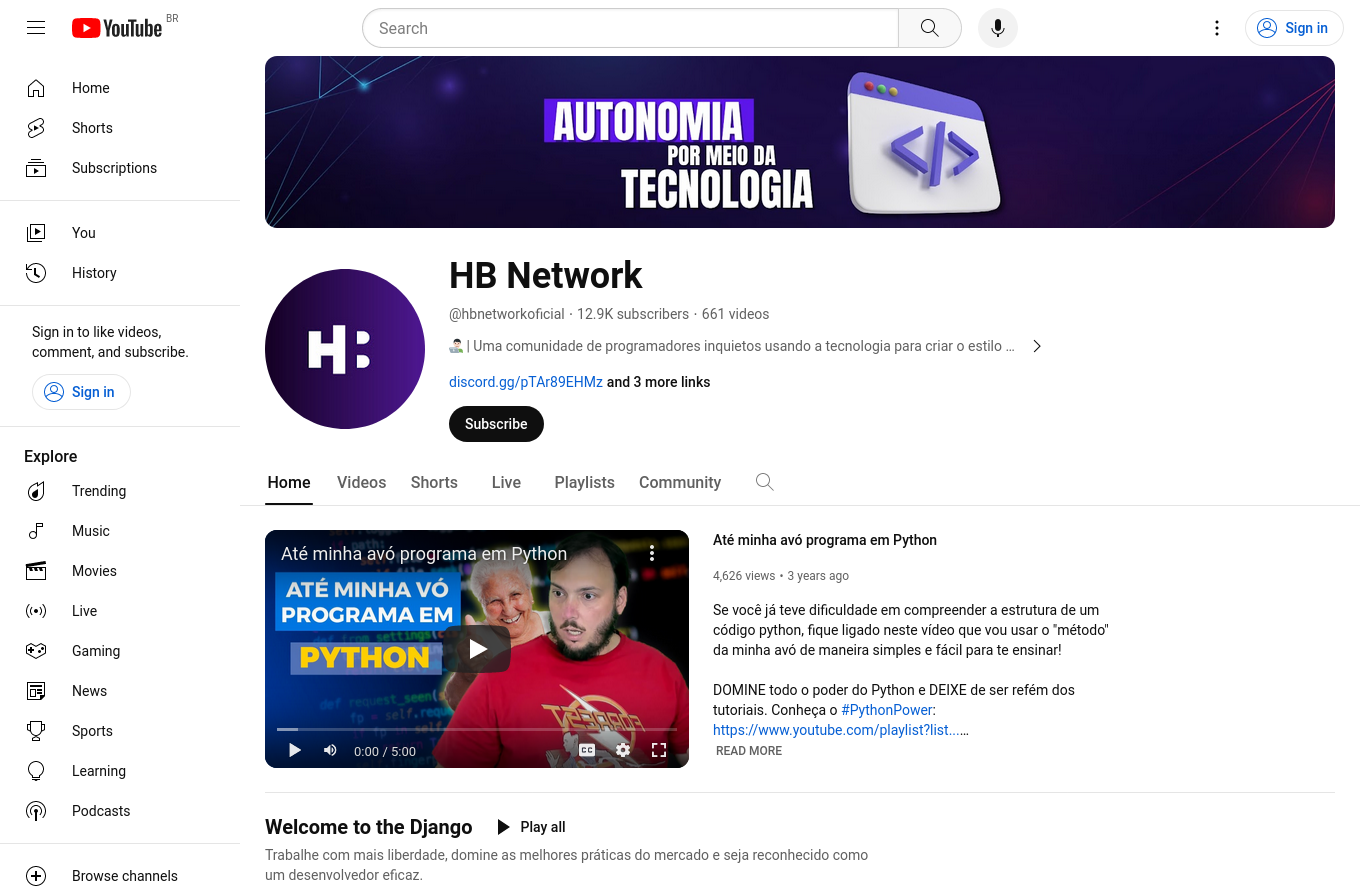 YouTube BR
Search
Sign in
Home
Shorts
Subscriptions
You
History
Sign in to like videos,
comment, and subscribe.
Sign in
Explore
Trending
Music
Movies
Live
Gaming
News
Sports
Learning
Podcasts
Browse channels
AUTONOMIA
POR MEIO DA
TECNOLOGIA
</>
HB
HB Network
@hbnetworkoficial · 12.9K subscribers · 661 videos
| Uma comunidade de programadores inquietos usando a tecnologia para criar o estilo ...
discord.gg/pTAr89EHMz and 3 more links
Subscribe
Home Videos Shorts Live Playlists Community
Até minha avó programa em Python
ATÉ MINHA VÓ
PROGRAMA EM
PYTHON
0:00 / 5:00
CC
Até minha avó programa em Python
4,626 views • 3 years ago
Se você já teve dificuldade em compreender a estrutura de um
código python, fique ligado neste vídeo que vou usar o "método"
da minha avó de maneira simples e fácil para te ensinar!
DOMINE todo o poder do Python e DEIXE de ser refém dos
tutoriais. Conheça o #PythonPower:
https://www.youtube.com/playlist?list......
READ MORE
Welcome to the Django
Play all
Trabalhe com mais liberdade, domine as melhores práticas do mercado e seja reconhecido como
um desenvolvedor eficaz.